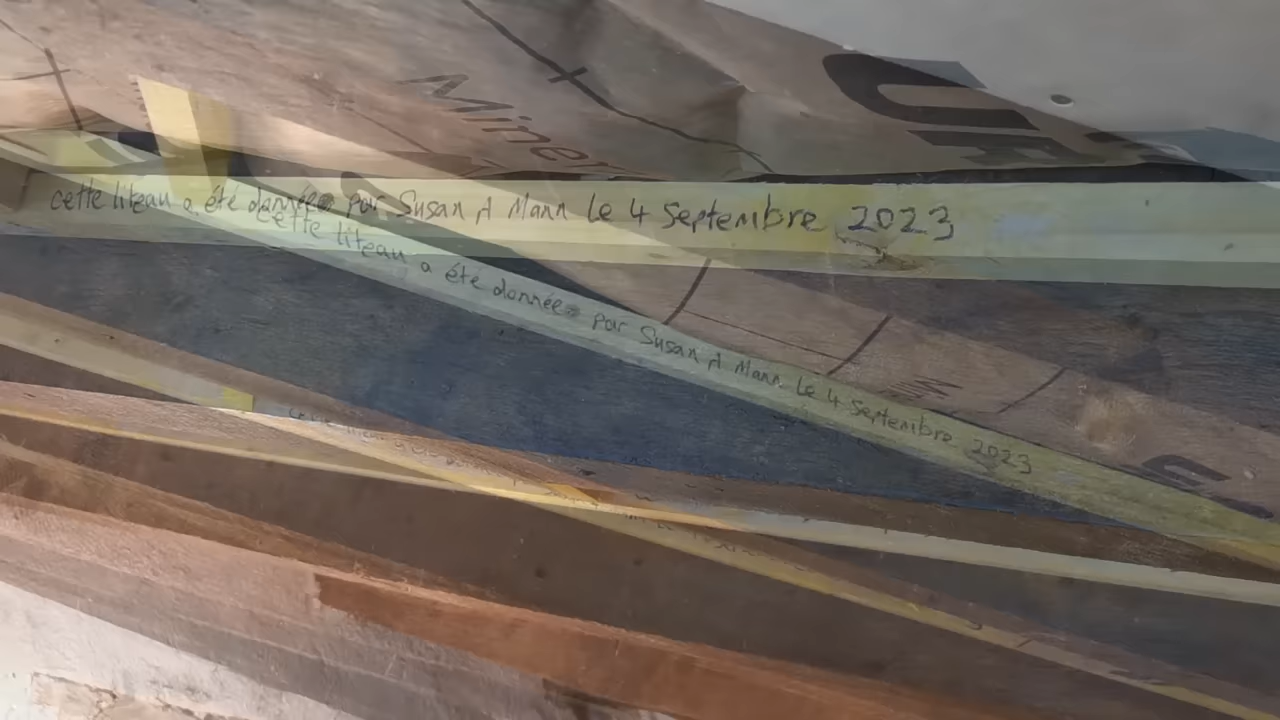 Miner
cette liteau a été donnée par Susan A Mann le 4 Septembre 2023
cette liteau a été donnée par Susan A Mann le 4 Septembre 2023